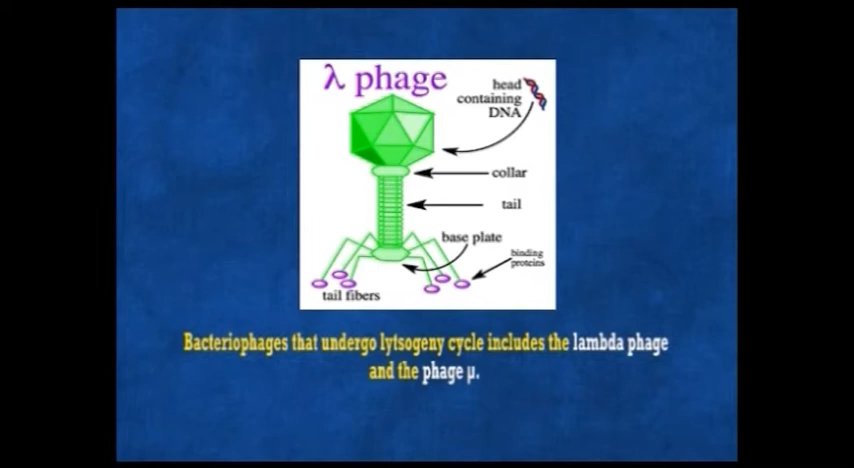 λ phage
head
containing
DNA
collar
tail
base plate
binding
proteins
tail fibers
Bacteriophages that undergo lytsogeny cycle includes the lambda phage
and the phage μ.